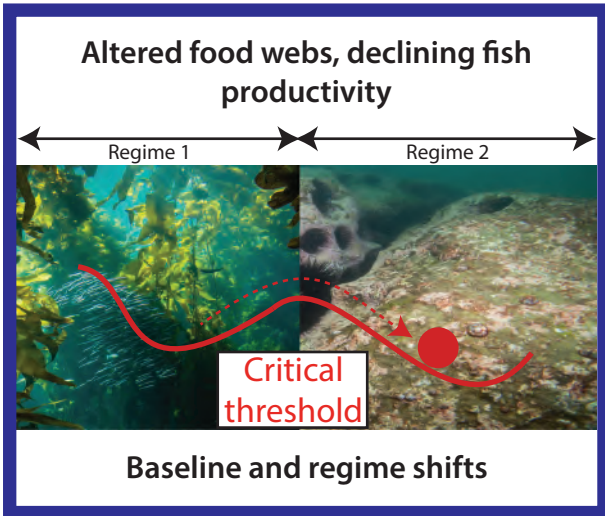 Altered food webs, declining fish
productivity
Regime 1
Regime 2
Critical
threshold
Baseline and regime shifts